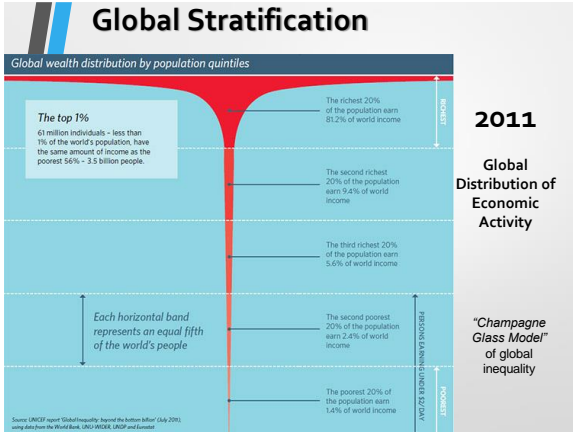 Global Stratification
Global wealth distribution by population quintiles
The top 1%
61 million individuals – less than
1% of the world's population, have
the same amount of income as the
poorest 56% – 3.5 billion people.
The richest 20%
of the population earn
81.2% of world income
RICHEST
The second richest
20% of the population
earn 9.4% of world
income
The third richest 20%
of the population earn
5.6% of world income
Each horizontal band
represents an equal fifth
of the world's people
The second poorest
20% of the population
earn 2.4% of world
income
PERSONS EARNING UNDER $2/DAY
The poorest 20% of
the population earn
1.4% of world income
POOREST
Source: UNICEF report 'Global Inequality: beyond the bottom billion' (July 2011),
using data from the World Bank, UNU-WIDER, UNDP and Eurostat
2011
Global
Distribution of
Economic
Activity
“Champagne
Glass Model”
of global
inequality